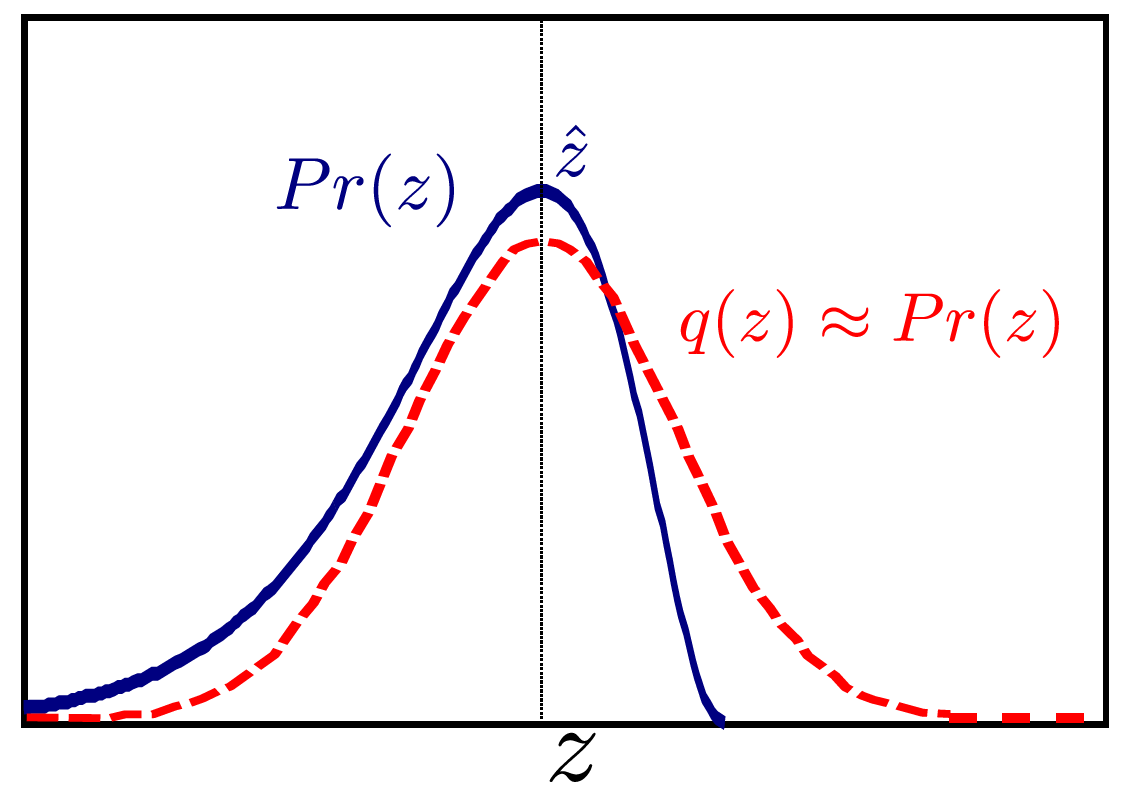 ẑ
Pr(z)
q(z) ≈ Pr(z)
z